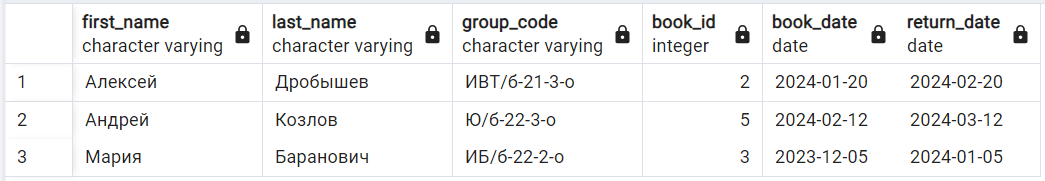 first_name last_name group_code book_id book_date return_date
character varying character varying character varying integer date date
1 Алексей Дробышев ИВТ/б-21-3-о 2 2024-01-20 2024-02-20
2 Андрей Козлов Ю/б-22-3-о 5 2024-02-12 2024-03-12
3 Мария Баранович ИБ/б-22-2-о 3 2023-12-05 2024-01-05